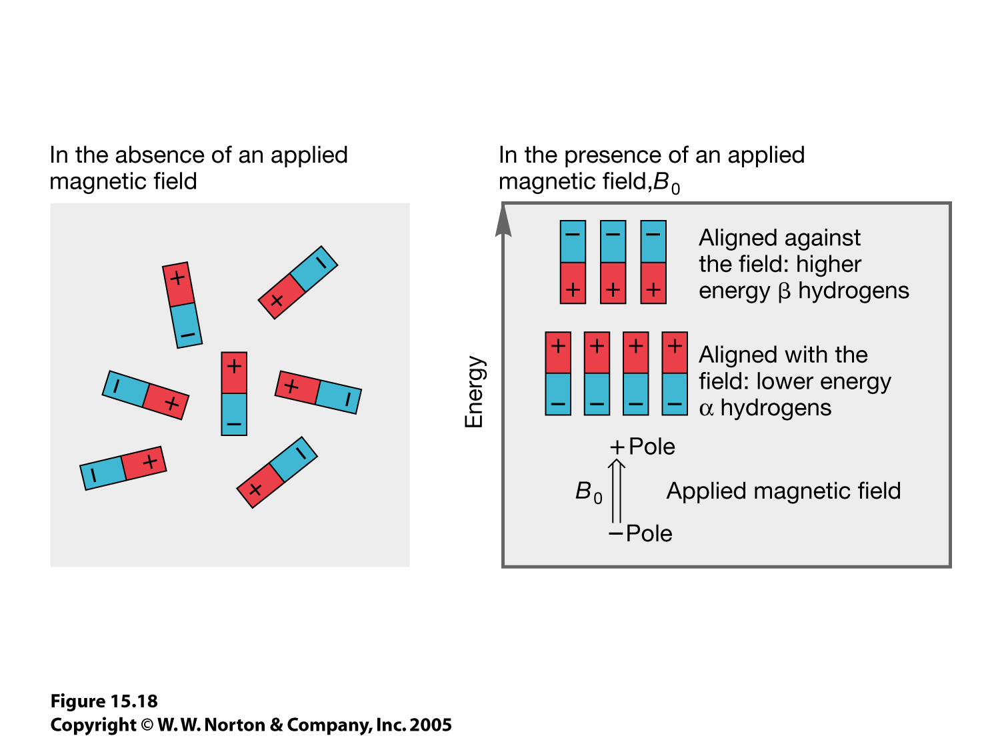 In the absence of an applied
magnetic field
+
−
+
−
−
+
+
−
+
−
−
+
+
−
In the presence of an applied
magnetic field,B0
Energy
− − −
+ + +
Aligned against
the field: higher
energy β hydrogens
+ + + +
− − − −
Aligned with the
field: lower energy
α hydrogens
+Pole
B0
Applied magnetic field
−Pole
Figure 15.18
Copyright © W. W. Norton & Company, Inc. 2005